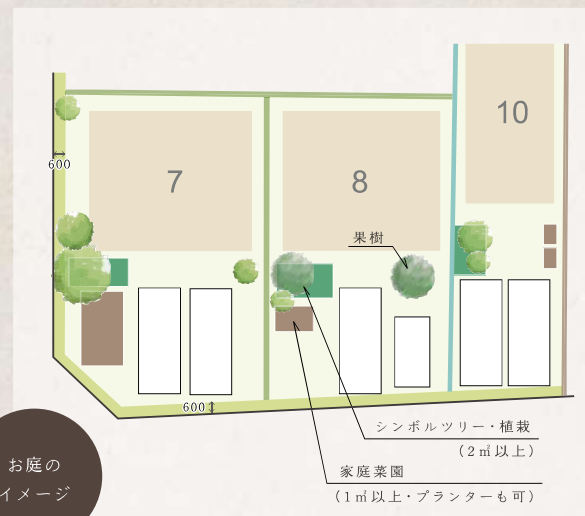 10
7
8
600
果樹
600
シンボルツリー・植栽
（2㎡以上）
家庭菜園
（1㎡以上・プランターも可）
お庭の
イメージ